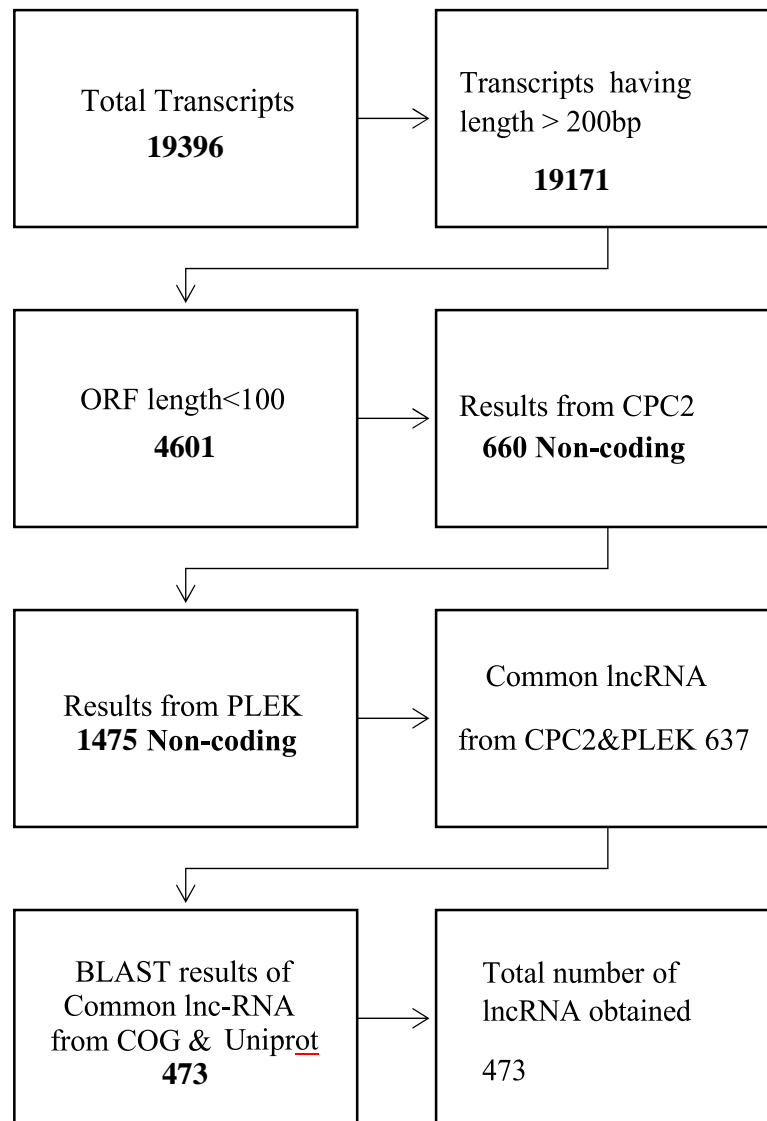 Total Transcripts
19396
Transcripts having
length > 200bp
19171
ORF length<100
4601
Results from CPC2
660 Non-coding
Results from PLEK
1475 Non-coding
Common lncRNA
from CPC2&PLEK 637
BLAST results of
Common lnc-RNA
from COG & Uniprot
473
Total number of
lncRNA obtained
473